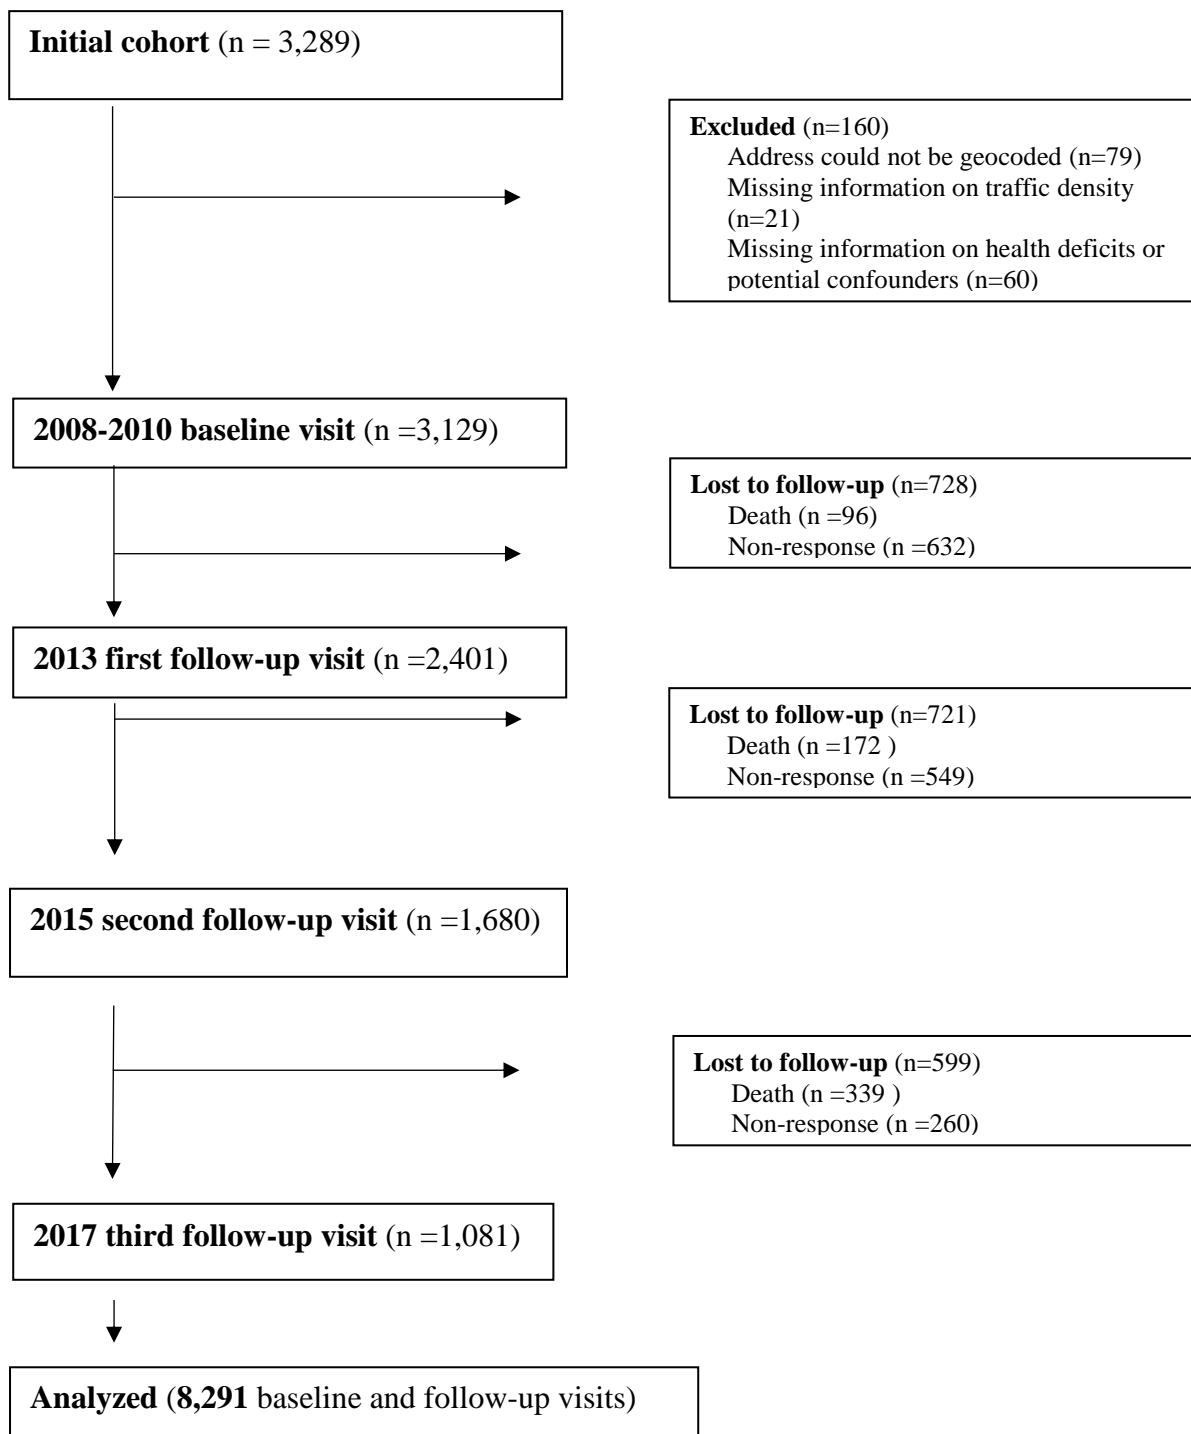 Initial cohort (n = 3,289)
Excluded (n=160)
Address could not be geocoded (n=79)
Missing information on traffic density
(n=21)
Missing information on health deficits or
potential confounders (n=60)
2008-2010 baseline visit (n =3,129)
Lost to follow-up (n=728)
Death (n =96)
Non-response (n =632)
2013 first follow-up visit (n =2,401)
Lost to follow-up (n=721)
Death (n =172 )
Non-response (n =549)
2015 second follow-up visit (n =1,680)
Lost to follow-up (n=599)
Death (n =339 )
Non-response (n =260)
2017 third follow-up visit (n =1,081)
Analyzed (8,291 baseline and follow-up visits)